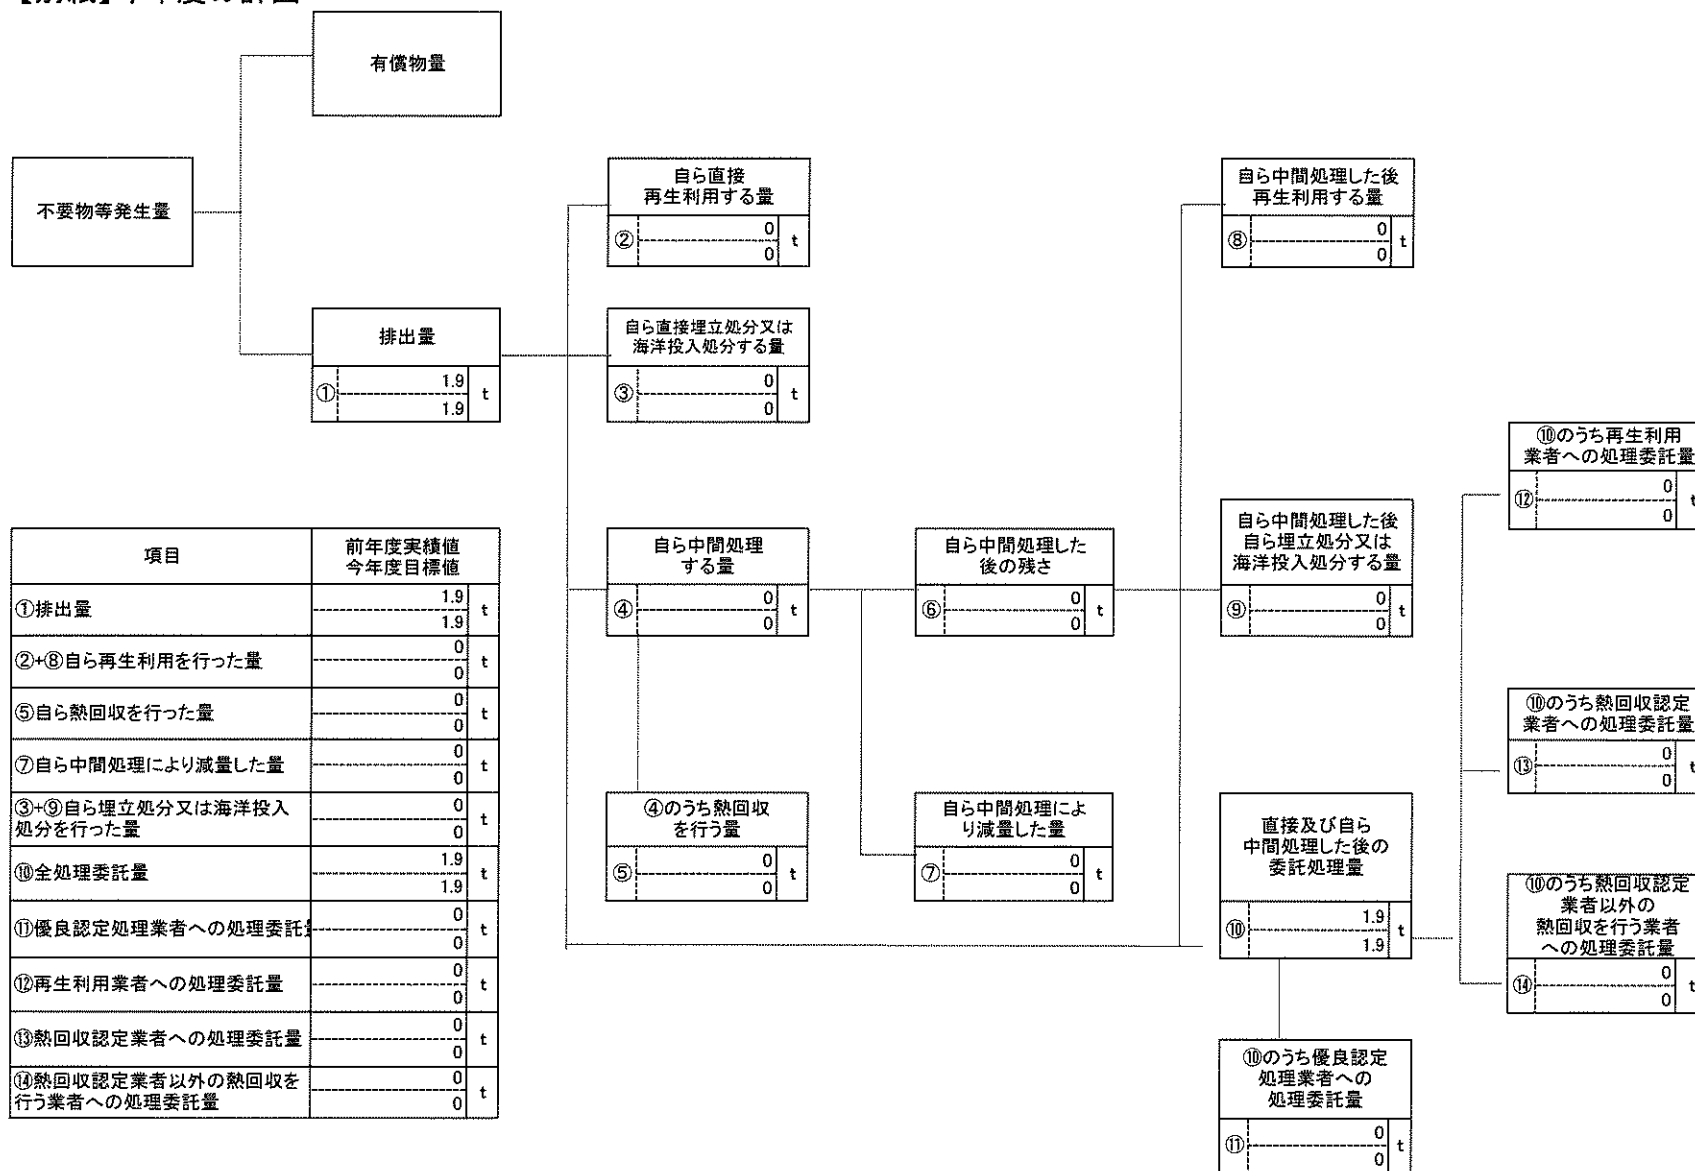 有償物量
不要物等発生量
排出量
①
1.9
1.9
t
自ら直接
再生利用する量
②
0
0
t
自ら直接埋立処分又は
海洋投入処分する量
③
0
0
t
自ら中間処理
する量
④
0
0
t
④のうち熱回収
を行う量
⑤
0
0
t
自ら中間処理した
後の残さ
⑥
0
0
t
自ら中間処理によ
り減量した量
⑦
0
0
t
自ら中間処理した後
再生利用する量
⑧
0
0
t
自ら中間処理した後
自ら埋立処分又は
海洋投入処分する量
⑨
0
0
t
直接及び自ら
中間処理した後の
委託処理量
⑩
1.9
1.9
t
⑩のうち優良認定
処理業者への
処理委託量
⑪
0
0
t
⑩のうち再生利用
業者への処理委託量
⑫
0
0
t
⑩のうち熱回収認定
業者への処理委託量
⑬
0
0
t
⑩のうち熱回収認定
業者以外の
熱回収を行う業者
への処理委託量
⑭
0
0
t
項目
前年度実績値
今年度目標値
①排出量
1.9
1.9
t
②+⑧自ら再生利用を行った量
0
0
t
⑤自ら熱回収を行った量
0
0
t
⑦自ら中間処理により減量した量
0
0
t
③+⑨自ら埋立処分又は海洋投入
処分を行った量
0
0
t
⑩全処理委託量
1.9
1.9
t
⑪優良認定処理業者への処理委託
0
0
t
⑫再生利用業者への処理委託量
0
0
t
⑬熱回収認定業者への処理委託量
0
0
t
⑭熱回収認定業者以外の熱回収を
行う業者への処理委託量
0
0
t